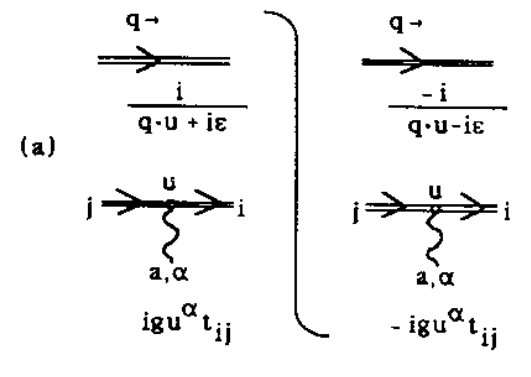 q→
i
q·u + iε
(a)
j u i
a,α
igu^α t_ij
q→
-i
q·u-iε
j u i
a,α
-igu^α t_ij